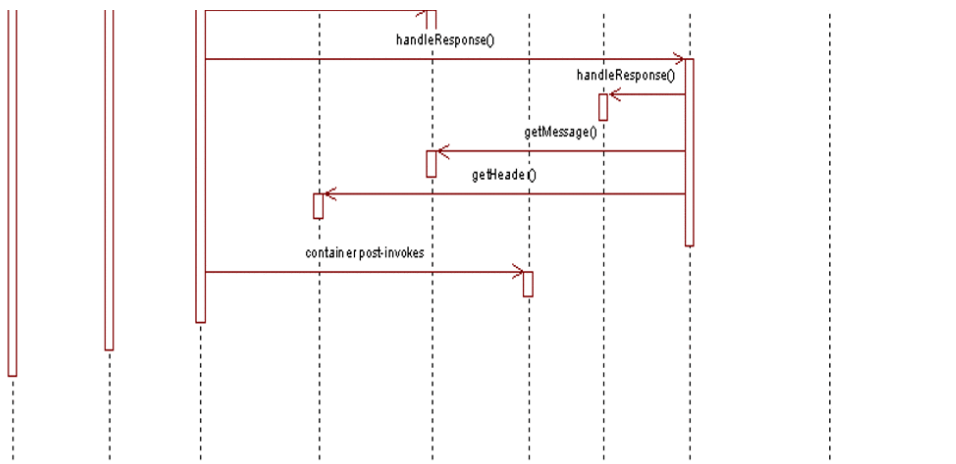 handleResponse()
handleResponse()
getMessage()
getHeader()
container post-invokes